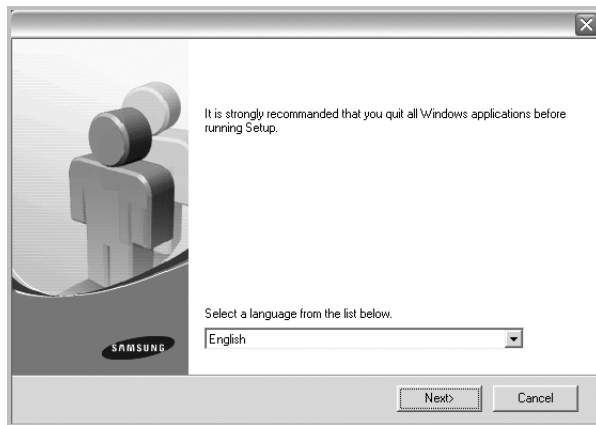 It is strongly recommanded that you quit all Windows applications before
running Setup.
Select a language from the list below.
English
SAMSUNG
Next>
Cancel